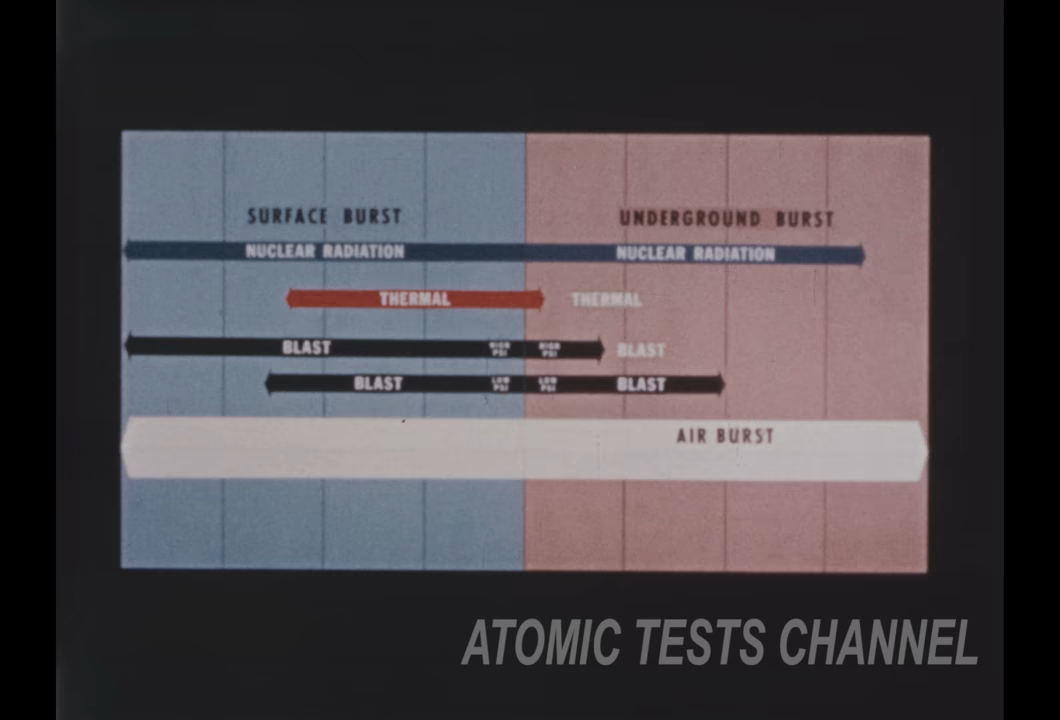 SURFACE BURST UNDERGROUND BURST
NUCLEAR RADIATION NUCLEAR RADIATION
THERMAL THERMAL
BLAST HIGH PSI HIGH PSI BLAST
BLAST LOW PSI LOW PSI BLAST
AIR BURST
ATOMIC TESTS CHANNEL